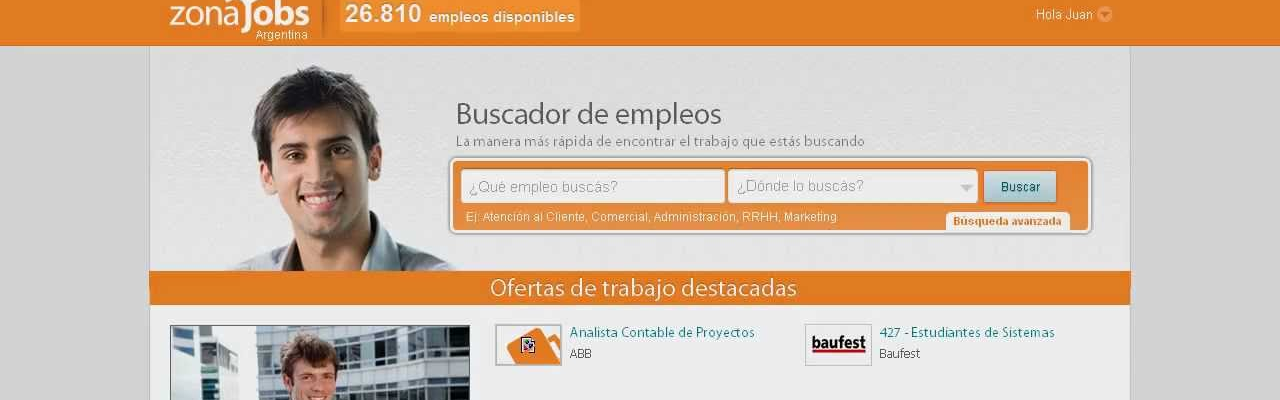 zonaJobs
Argentina
26.810 empleos disponibles
Hola Juan
Buscador de empleos
La manera más rápida de encontrar el trabajo que estás buscando
¿Qué empleo buscás?
¿Dónde lo buscás?
Buscar
Ej: Atención al Cliente, Comercial, Administración, RRHH, Marketing
Búsqueda avanzada
Ofertas de trabajo destacadas
Analista Contable de Proyectos
ABB
baufest
427 - Estudiantes de Sistemas
Baufest